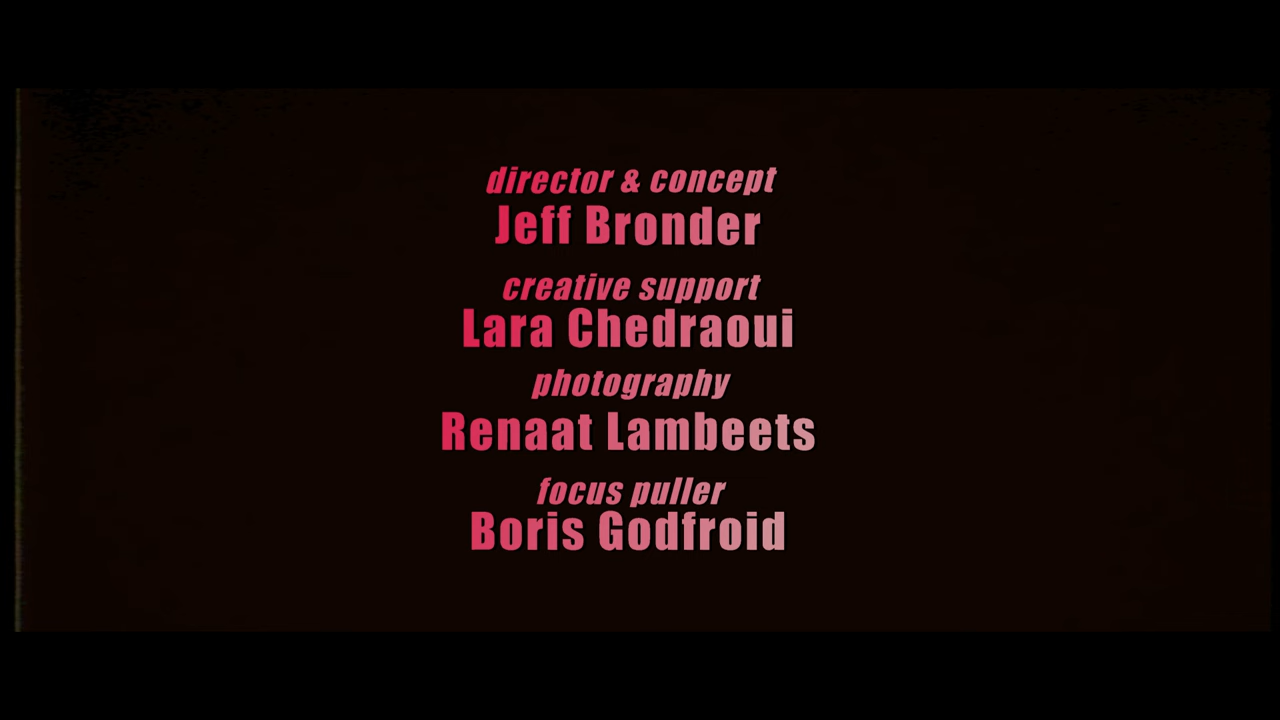 director & concept
Jeff Bronder
creative support
Lara Chedraoui
photography
Renaat Lambeets
focus puller
Boris Godfroid